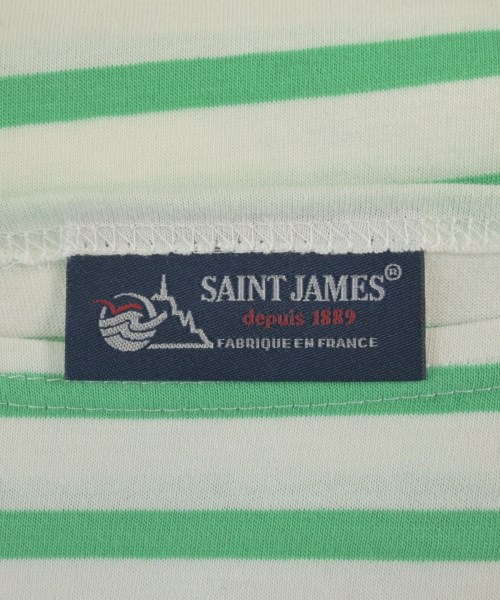 SAINT JAMES®
depuis 1889
FABRIQUE EN FRANCE